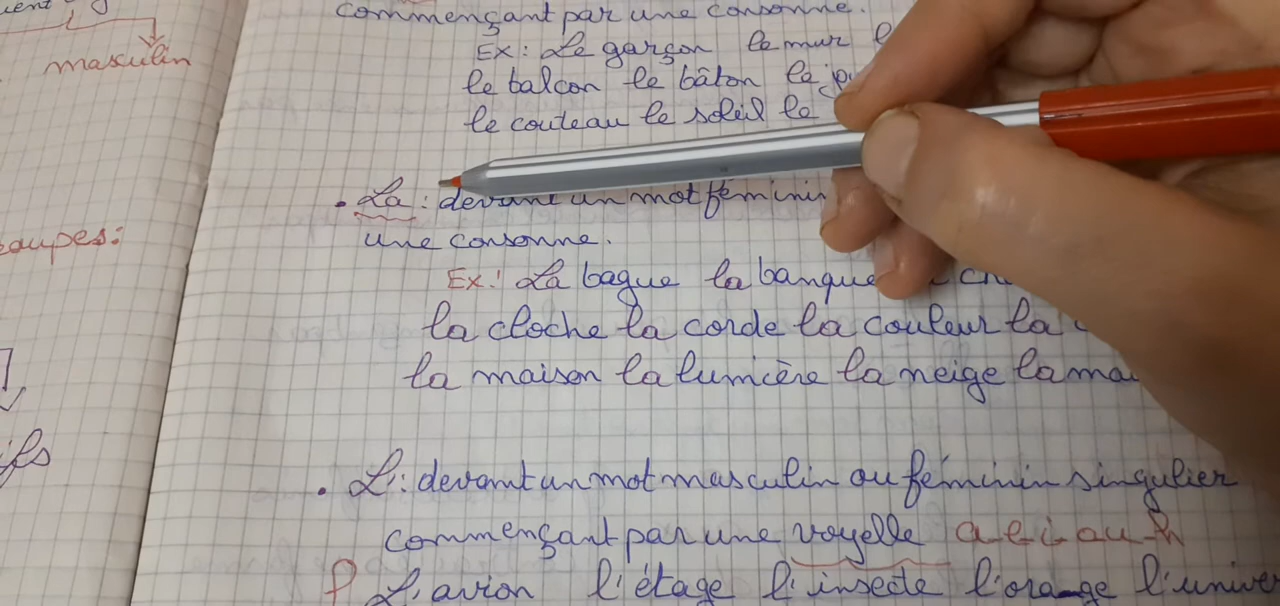 masculin
commençant par une consonne.
Ex: Le garçon le mur
le balcon le bâton le
le couteau le soleil le
. La : devant un mot féminin
une consonne.
Ex: La bague la banque
la cloche la corde la couleur la
la maison la lumière la neige la
. L': devant un mot masculin ou féminin singulier
commençant par une voyelle a-e-i-o-u-h
L'avion l'étage l'insecte l'orange